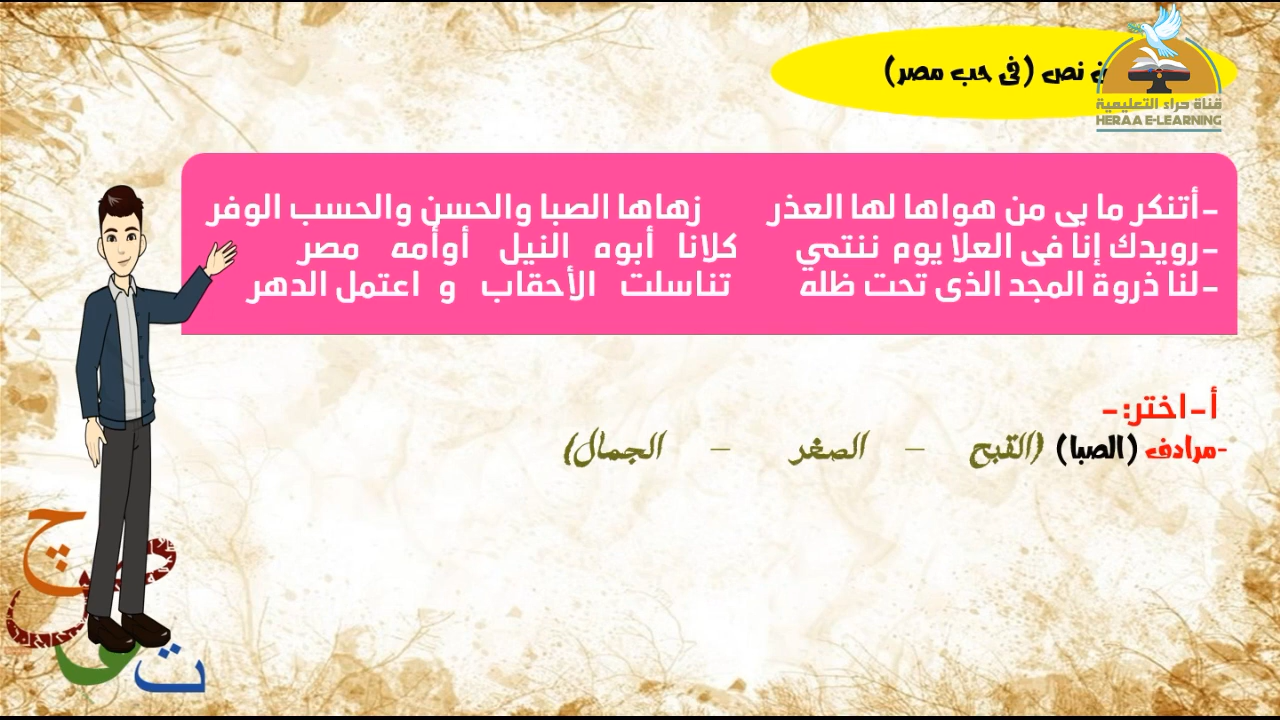 نص (فى حب مصر)
قناة حراء التعليمية
HERAA E-LEARNING
-أتنكر ما بى من هواها لها العذر زهاها الصبا والحسن والحسب الوفر
-رويدك إنا فى العلا يوم ننتمي كلانا أبوه النيل أوأمه مصر
-لنا ذروة المجد الذى تحت ظله تناسلت الأحقاب و اعتمل الدهر
أ-اختر:-
-مرادف (الصبا) (القبح - الصغر - الجمال)
ت